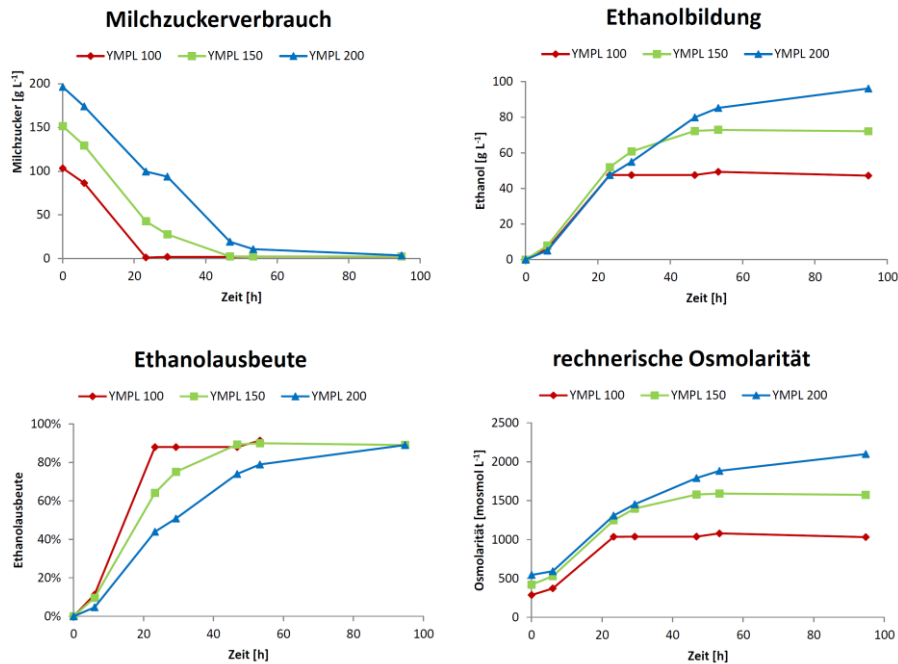 Milchzuckerverbrauch
YMPL 100 YMPL 150 YMPL 200
Milchzucker [g L-1]
200
150
100
50
0
0 20 40 60 80 100
Zeit [h]
Ethanolbildung
YMPL 100 YMPL 150 YMPL 200
Ethanol [g L-1]
100
80
60
40
20
0
0 20 40 60 80 100
Zeit [h]
Ethanolausbeute
YMPL 100 YMPL 150 YMPL 200
Ethanolausbeute
100%
80%
60%
40%
20%
0%
0 20 40 60 80 100
Zeit [h]
rechnerische Osmolarität
YMPL 100 YMPL 150 YMPL 200
Osmolarität [mosmol L-1]
2500
2000
1500
1000
500
0
0 20 40 60 80 100
Zeit [h]